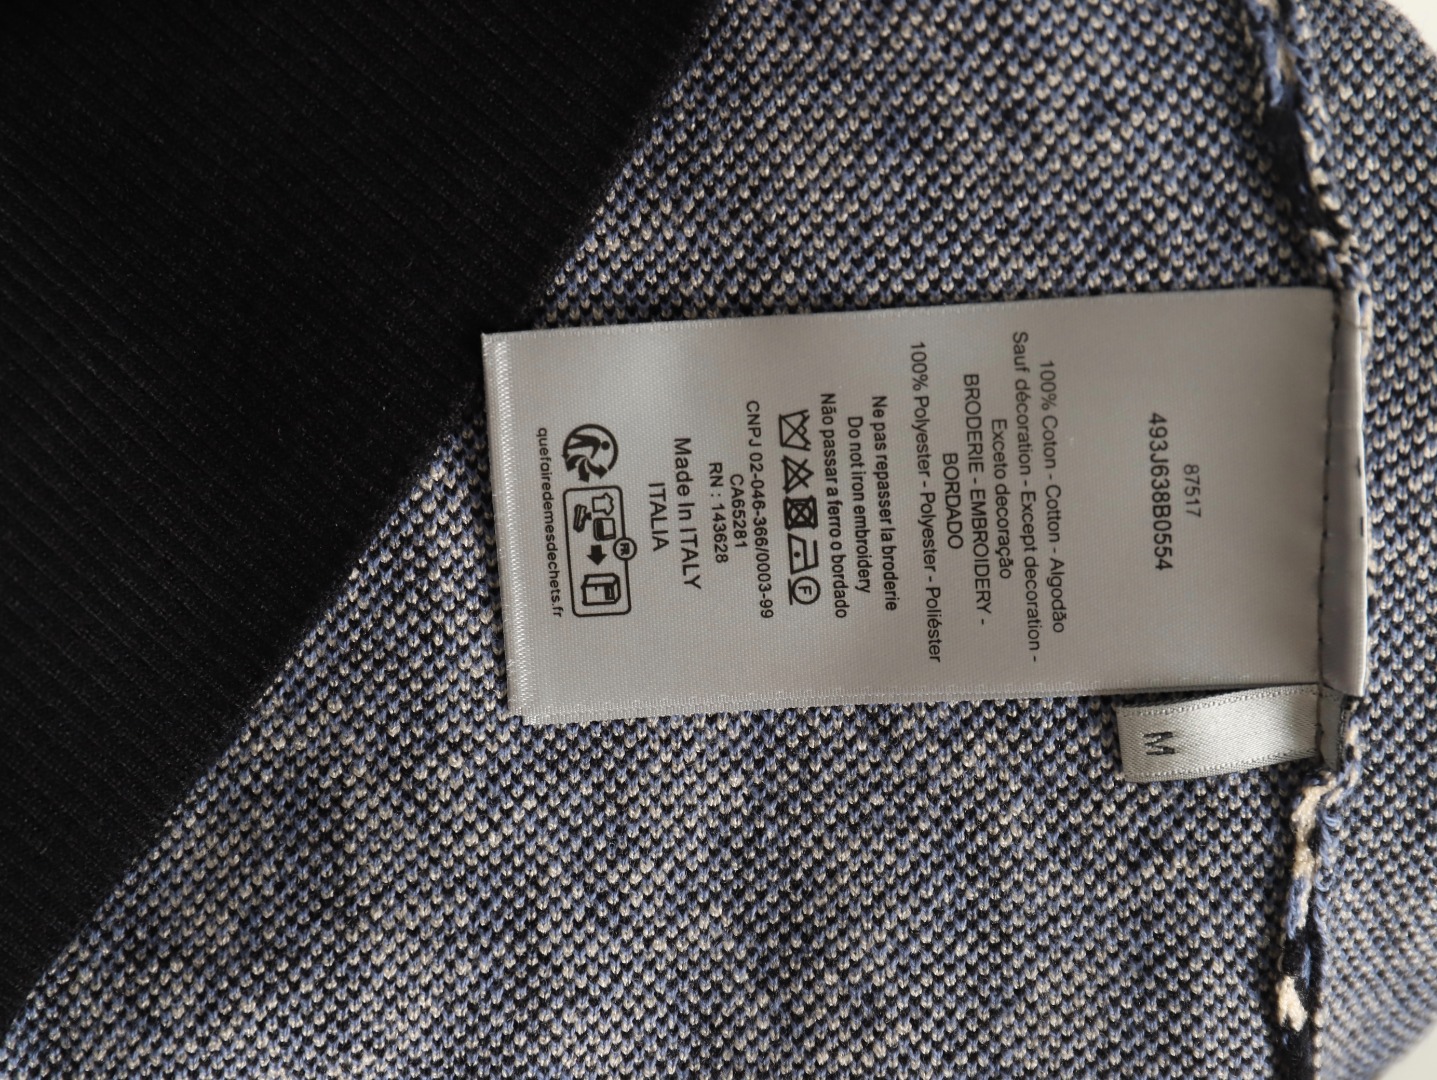 87517
493J638B0554
100% Coton - Cotton - Algodão
Sauf décoration - Except decoration -
Exceto decoração
BRODERIE - EMBROIDERY -
BORDADO
100% Polyester - Polyester - Poliéster
Ne pas repasser la broderie
Do not iron embroidery
Não passar a ferro o bordado
F
CNPJ 02-046-366/0003-99
CA65281
RN : 143628
Made In ITALY
ITALIA
FR
quefairedemesdechets.fr
M